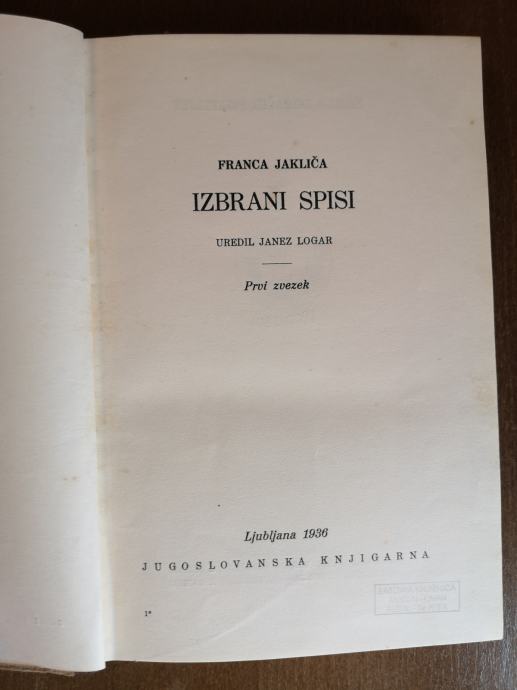 FRANCA JAKLIČA
IZBRANI SPISI
UREDIL JANEZ LOGAR
Prvi zvezek
Ljubljana 1936
JUGOSLOVANSKA KNJIGARNA
1*